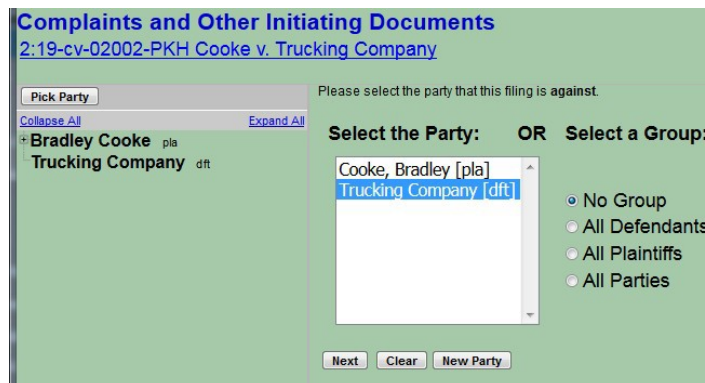 Complaints and Other Initiating Documents
2:19-cv-02002-PKH Cooke v. Trucking Company
Pick Party
Collapse All Expand All
Bradley Cooke pla
Trucking Company dft
Please select the party that this filing is against.
Select the Party: OR Select a Group:
Cooke, Bradley [pla]
Trucking Company [dft]
No Group
All Defendants
All Plaintiffs
All Parties
Next Clear New Party